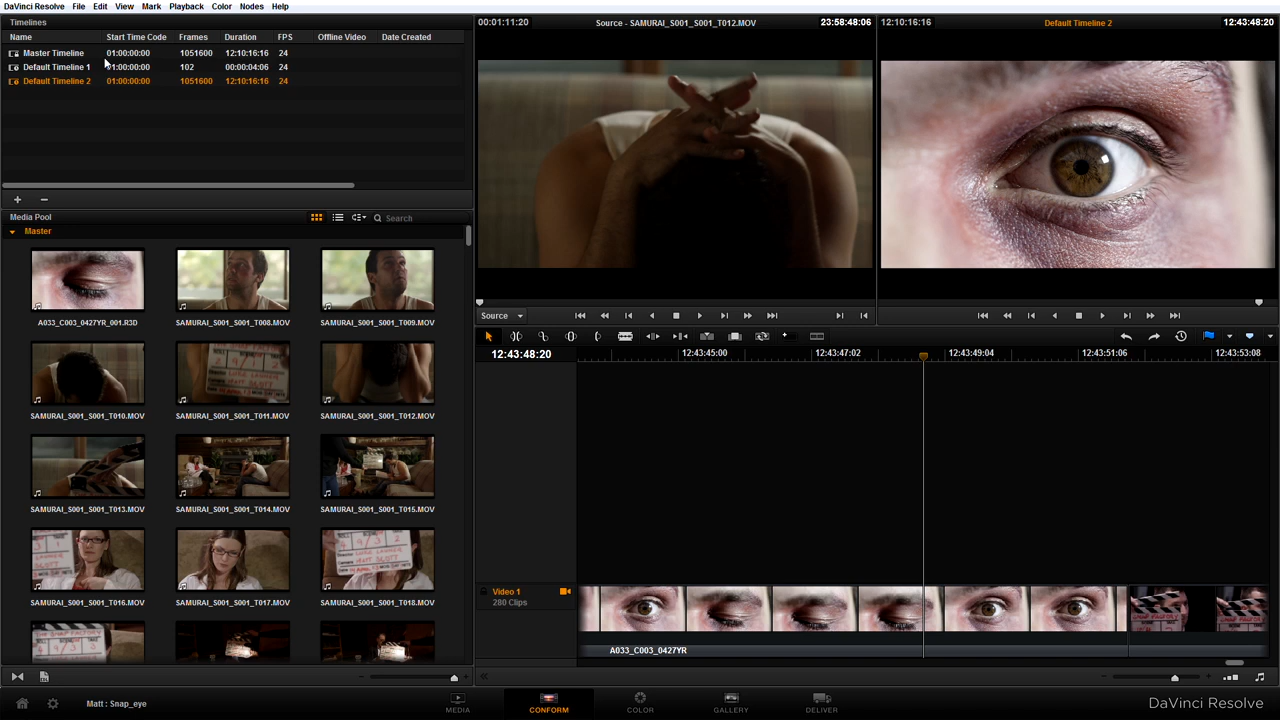 DaVinci Resolve File Edit View Mark Playback Color Nodes Help
Timelines
Name Start Time Code Frames Duration FPS Offline Video Date Created
Master Timeline 01:00:00:00 1051600 12:10:16:16 24
Default Timeline 1 01:00:00:00 102 00:00:04:06 24
Default Timeline 2 01:00:00:00 1051600 12:10:16:16 24
Media Pool Search
Master
A033_C003_0427YR_001.R3D SAMURAI_S001_S001_T008.MOV SAMURAI_S001_S001_T009.MOV
SAMURAI_S001_S001_T010.MOV SAMURAI_S001_S001_T011.MOV SAMURAI_S001_S001_T012.MOV
SAMURAI_S001_S001_T013.MOV SAMURAI_S001_S001_T014.MOV SAMURAI_S001_S001_T015.MOV
SAMURAI_S001_S001_T016.MOV SAMURAI_S001_S001_T017.MOV SAMURAI_S001_S001_T018.MOV
00:01:11:20 Source - SAMURAI_S001_S001_T012.MOV 23:58:48:06
12:10:16:16 Default Timeline 2 12:43:48:20
Source
12:43:48:20 12:43:45:00 12:43:47:02 12:43:49:04 12:43:51:06 12:43:53:08
Video 1
280 Clips
A033_C003_0427YR
Matt : Snap_eye
MEDIA CONFORM COLOR GALLERY DELIVER
DaVinci Resolve